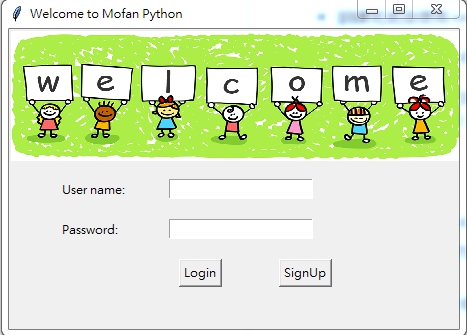 Welcome to Mofan Python
w e c o m e
User name:
Password:
Login SignUp